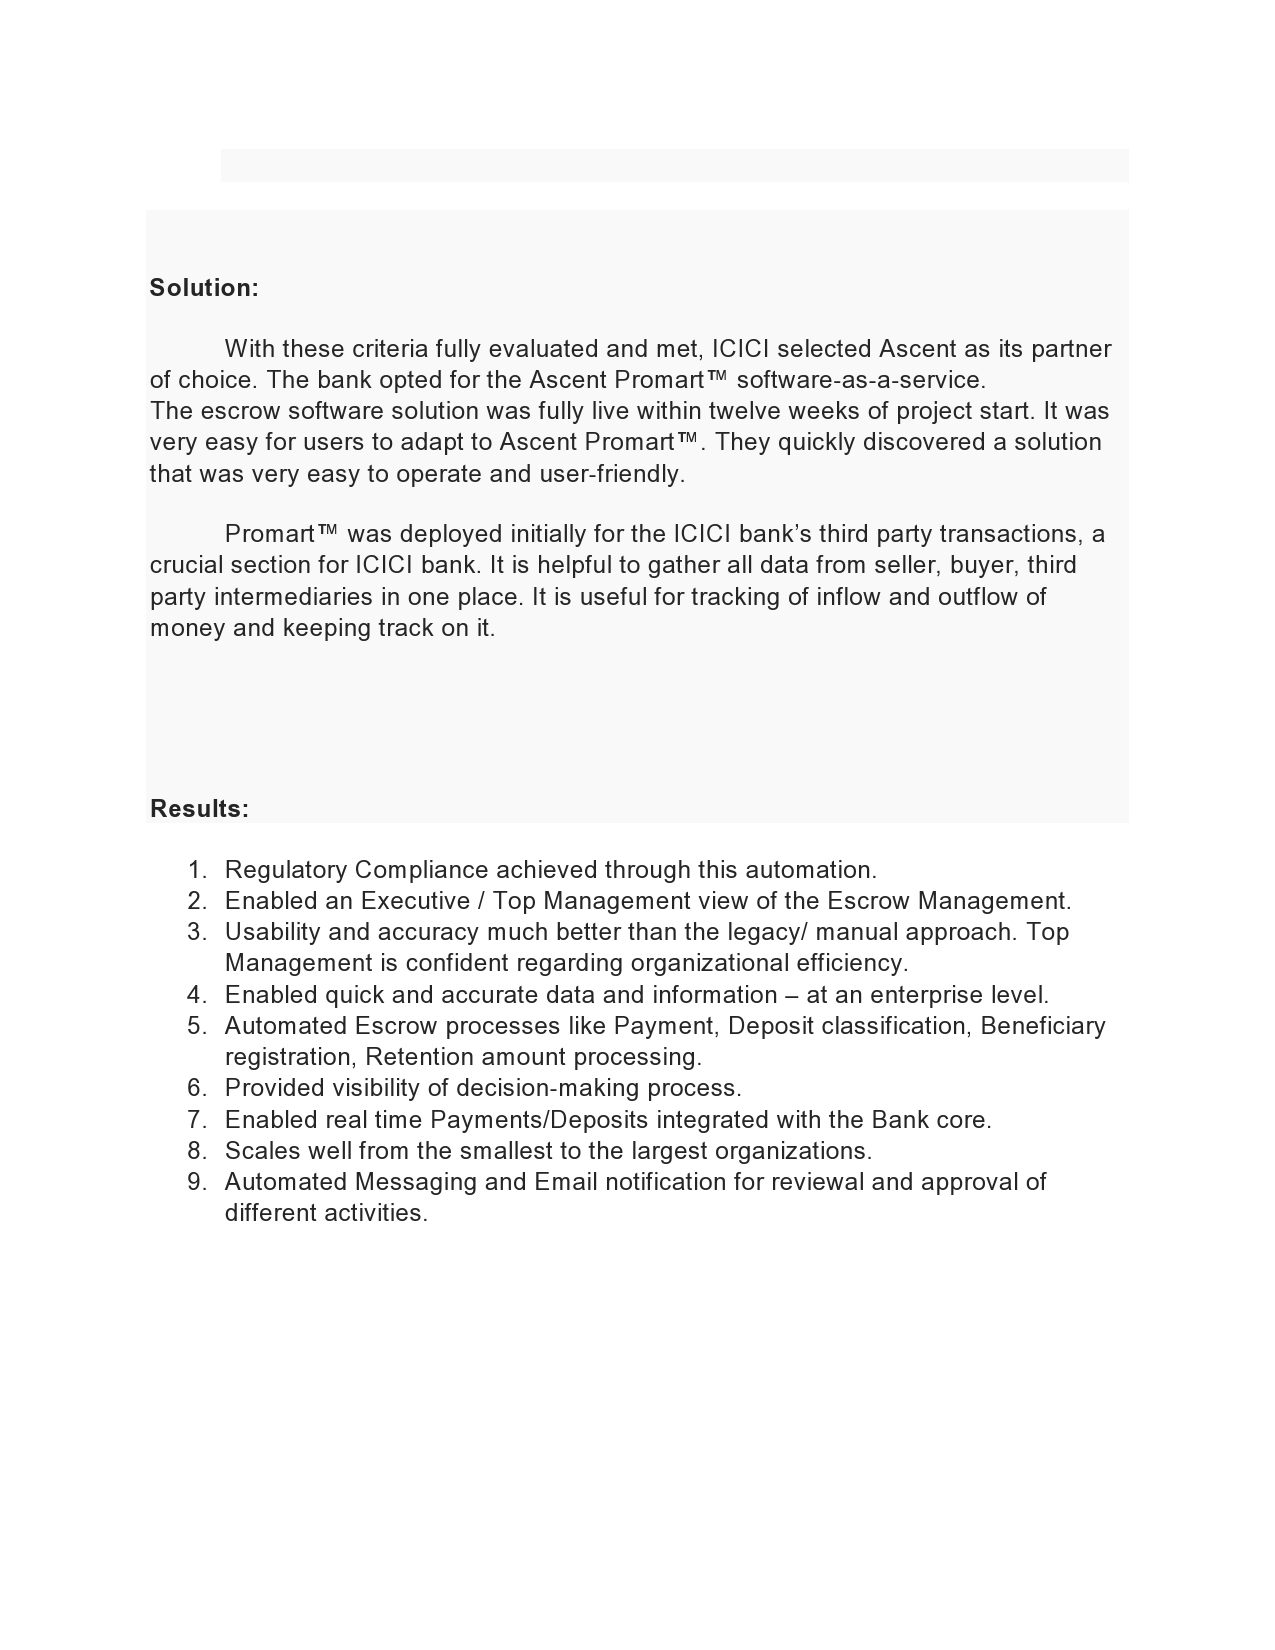 Solution:
With these criteria fully evaluated and met, ICICI selected Ascent as its partner
of choice. The bank opted for the Ascent Promart™ software-as-a-service.
The escrow software solution was fully live within twelve weeks of project start. It was
very easy for users to adapt to Ascent Promart™. They quickly discovered a solution
that was very easy to operate and user-friendly.
Promart™ was deployed initially for the ICICI bank’s third party transactions, a
crucial section for ICICI bank. It is helpful to gather all data from seller, buyer, third
party intermediaries in one place. It is useful for tracking of inflow and outflow of
money and keeping track on it.
Results:
1. Regulatory Compliance achieved through this automation.
2. Enabled an Executive / Top Management view of the Escrow Management.
3. Usability and accuracy much better than the legacy/ manual approach. Top
Management is confident regarding organizational efficiency.
4. Enabled quick and accurate data and information – at an enterprise level.
5. Automated Escrow processes like Payment, Deposit classification, Beneficiary
registration, Retention amount processing.
6. Provided visibility of decision-making process.
7. Enabled real time Payments/Deposits integrated with the Bank core.
8. Scales well from the smallest to the largest organizations.
9. Automated Messaging and Email notification for reviewal and approval of
different activities.